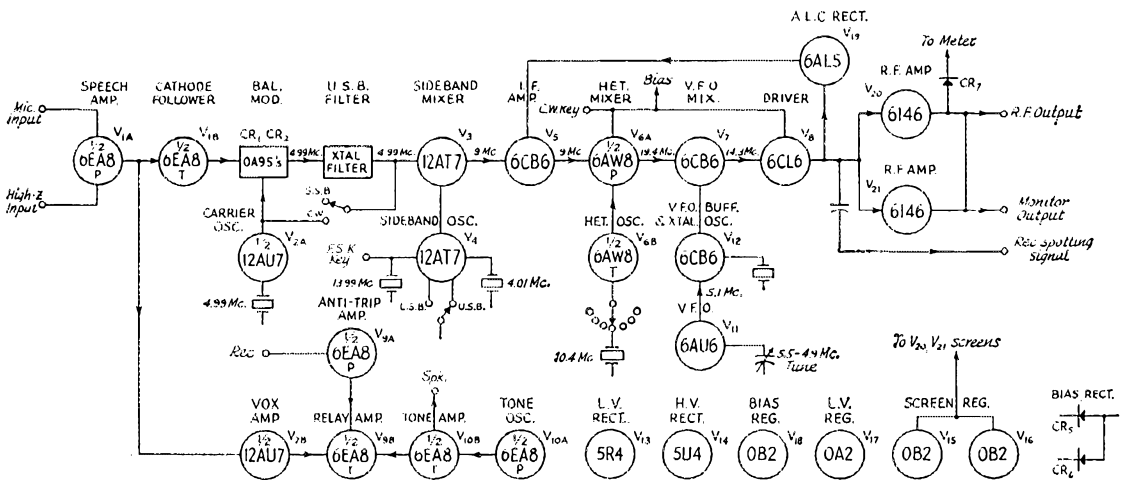 A.L.C RECT.
V19
6AL5
To Meter
R.F. AMP
V20
6146
CR7
R.F. Output
SPEECH AMP.
CATHODE FOLLOWER
BAL. MOD.
U.S.B. FILTER
SIDEBAND MIXER
I.F. AMP.
HET. MIXER
Bias
V.F.O MIX.
DRIVER
C.W. Key
Mic. input
V1A
½ 6EA8 P
V1B
½ 6EA8 T
CR1 CR2
0A95's
4.99 Mc.
XTAL FILTER
4.99 Mc.
V3
12AT7
9 Mc
V5
6CB6
9 Mc
V6A
½ 6AW8 P
19.4 Mc
V7
6CB6
14.3 Mc.
V8
6CL6
High-Z Input
S.S.B
C.W.
R.F. AMP.
V21
6146
Monitor Output
Rec spotting signal
CARRIER OSC.
V2A
½ 12AU7
4.99 Mc.
SIDEBAND OSC.
V4
12AT7
F.S.K Key
13.99 Mc
4.01 Mc.
L.S.B.
U.S.B.
HET. OSC.
V6B
½ 6AW8 T
10.4 Mc
V.F.O. BUFF. & XTAL. OSC.
V12
6CB6
5.1 Mc.
V.F.O.
V11
6AU6
5.5-4.9 Mc.
Tune
ANTI-TRIP AMP.
V9A
½ 6EA8 P
Rec
Spk.
To V20, V21 screens
VOX AMP
V2B
½ 12AU7
RELAY AMP.
V9B
½ 6EA8 T
TONE AMP.
V10B
½ 6EA8 T
TONE OSC.
V10A
½ 6EA8 P
L.V. RECT.
V13
5R4
H.V. RECT.
V14
5U4
BIAS REG.
V18
0B2
L.V. REG.
V17
0A2
SCREEN REG.
V15
0B2
V16
0B2
BIAS RECT.
CR5
CR6